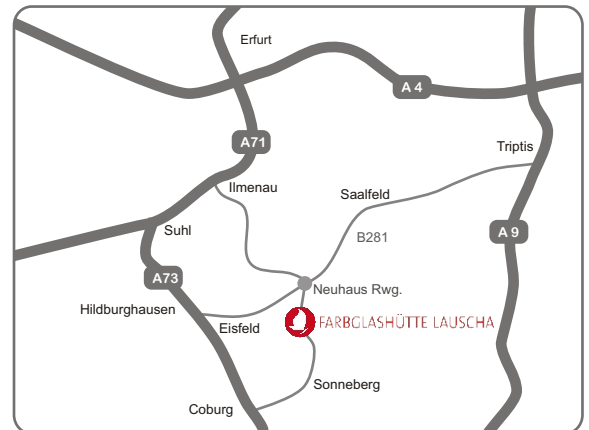 Erfurt
A 4
A71
Triptis
Ilmenau
Saalfeld
Suhl
A 9
B281
A73
Neuhaus Rwg.
Hildburghausen
FARBGLASHÜTTE LAUSCHA
Eisfeld
Sonneberg
Coburg